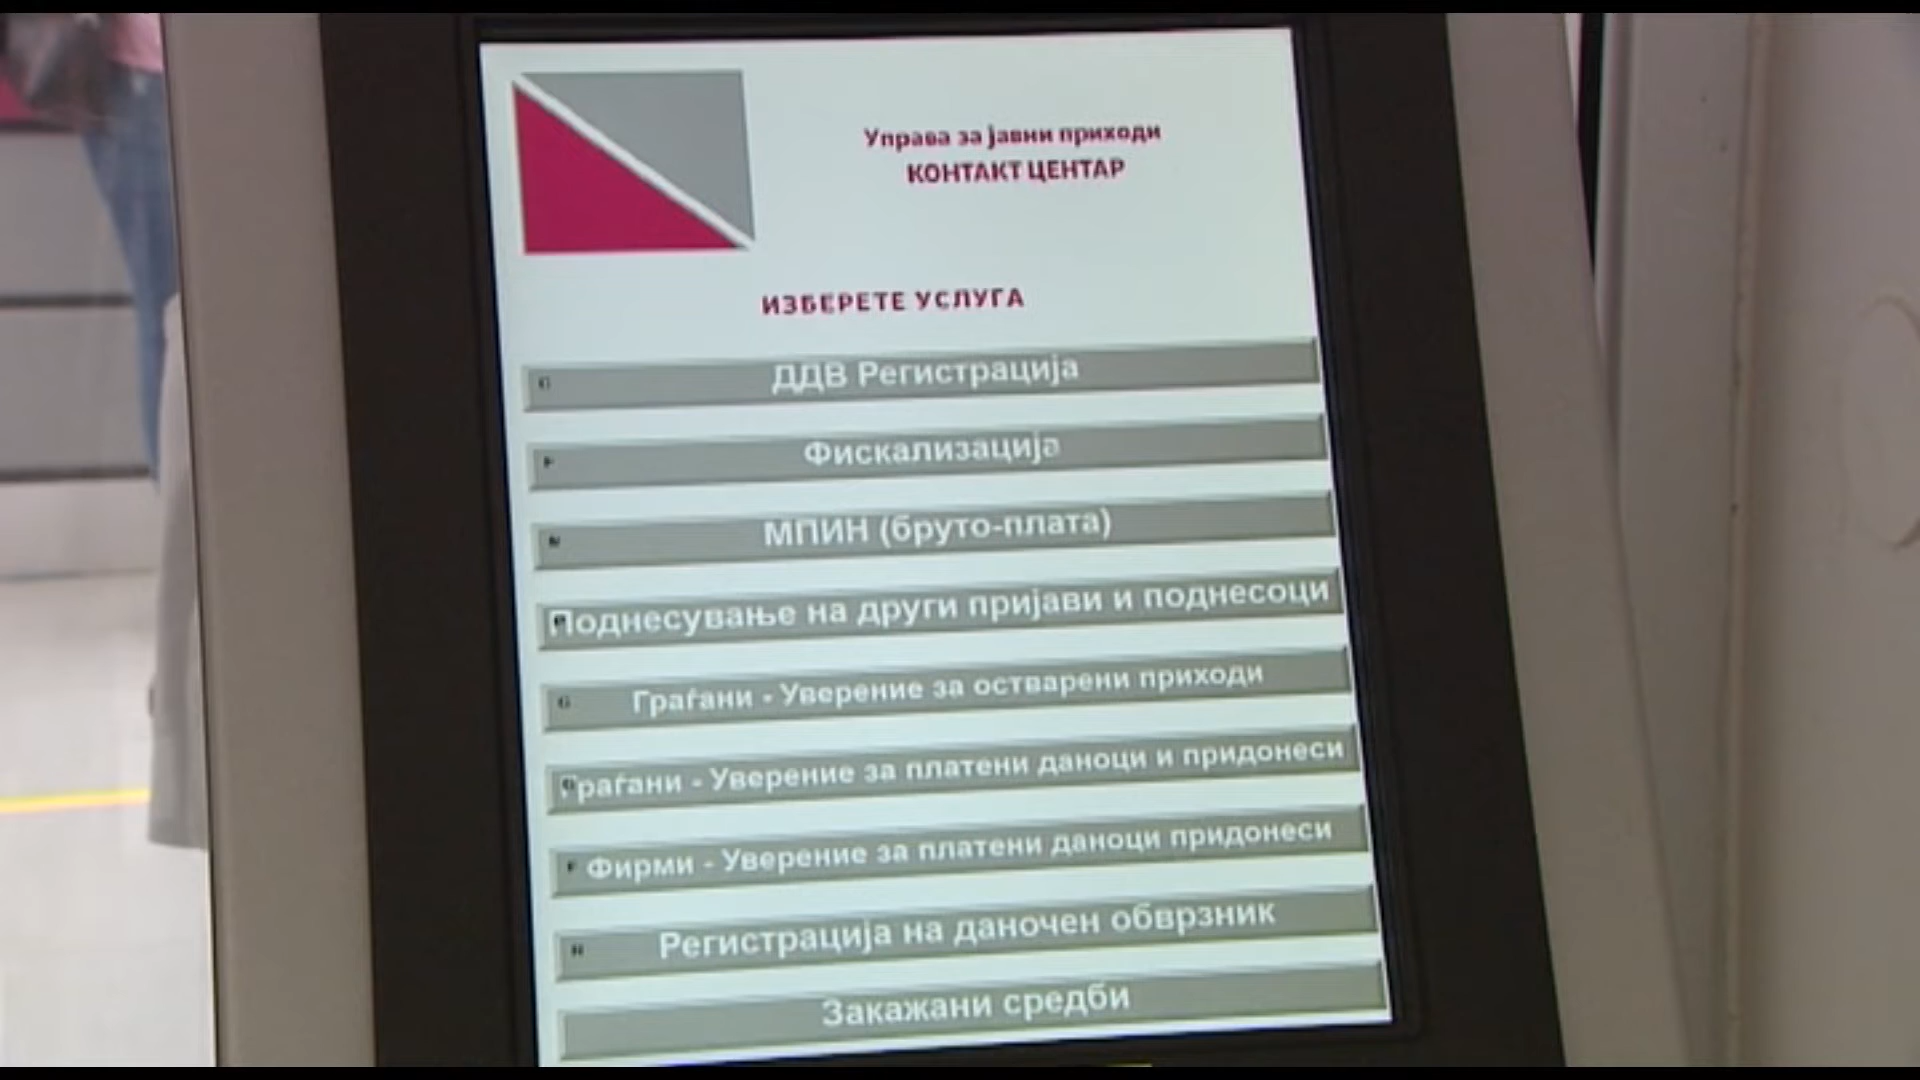 Управа за јавни приходи
КОНТАКТ ЦЕНТАР
ИЗБЕРЕТЕ УСЛУГА
ДДВ Регистрација
Фискализација
МПИН (бруто-плата)
Поднесување на други пријави и поднесоци
Граѓани - Уверение за остварени приходи
Граѓани - Уверение за платени даноци и придонеси
Фирми - Уверение за платени даноци придонеси
Регистрација на даночен обврзник
Закажани средби